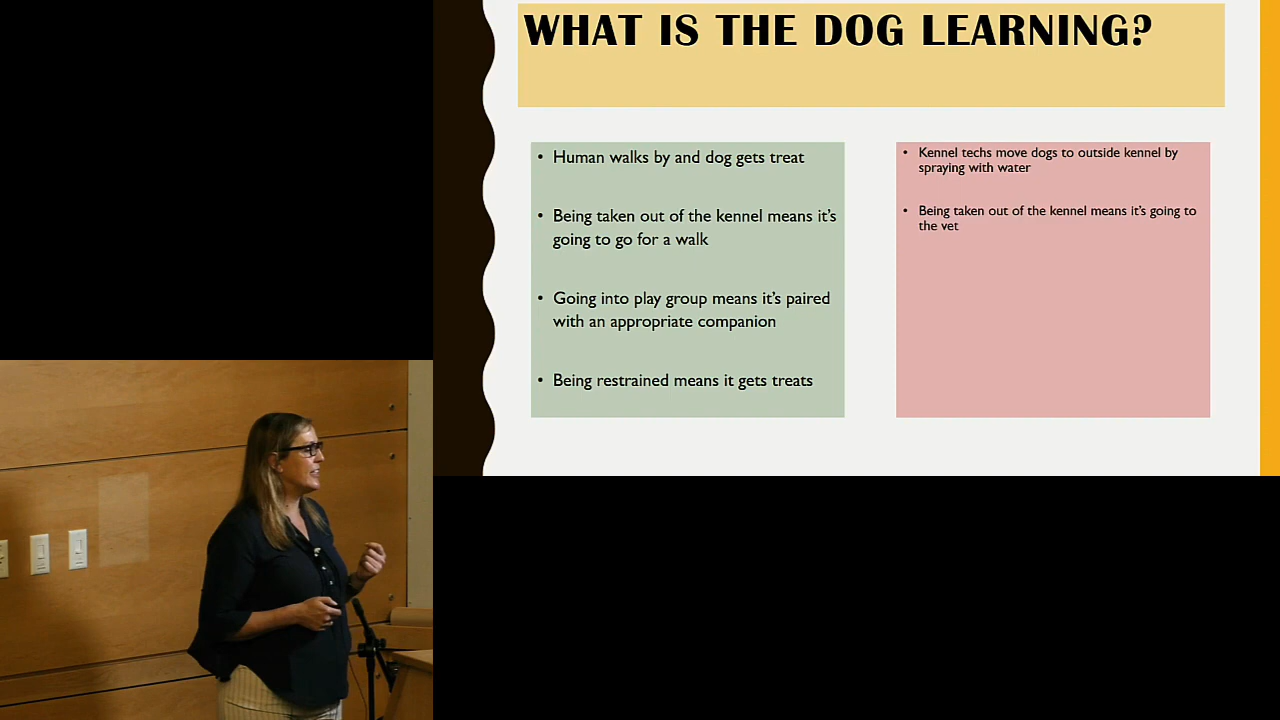 WHAT IS THE DOG LEARNING?
• Human walks by and dog gets treat
• Being taken out of the kennel means it's
going to go for a walk
• Going into play group means it's paired
with an appropriate companion
• Being restrained means it gets treats
• Kennel techs move dogs to outside kennel by
spraying with water
• Being taken out of the kennel means it's going to
the vet